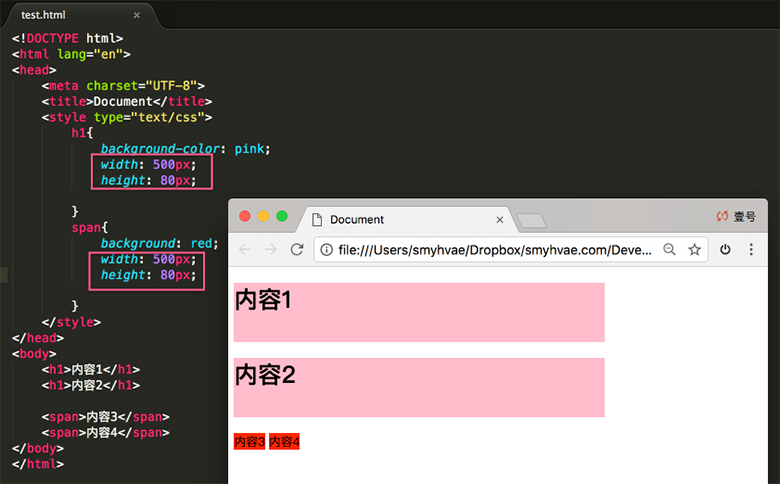 test.html
<!DOCTYPE html>
<html lang="en">
<head>
<meta charset="UTF-8">
<title>Document</title>
<style type="text/css">
h1{
background-color: pink;
width: 500px;
height: 80px;
}
span{
background: red;
width: 500px;
height: 80px;
}
</style>
</head>
<body>
<h1>内容1</h1>
<h1>内容2</h1>
<span>内容3</span>
<span>内容4</span>
</body>
</html>
Document
壹号
file:///Users/smyhvae/Dropbox/smyhvae.com/Deve...
内容1
内容2
内容3 内容4